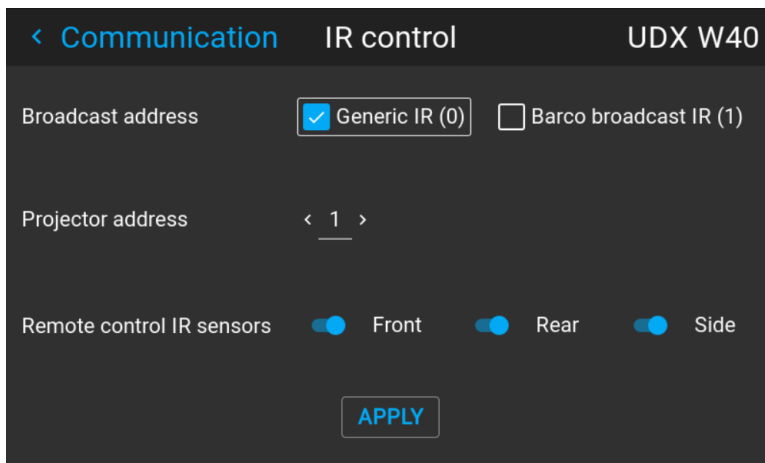 Communication IR control UDX W40
Broadcast address Generic IR (0) Barco broadcast IR (1)
Projector address < 1 >
Remote control IR sensors Front Rear Side
APPLY